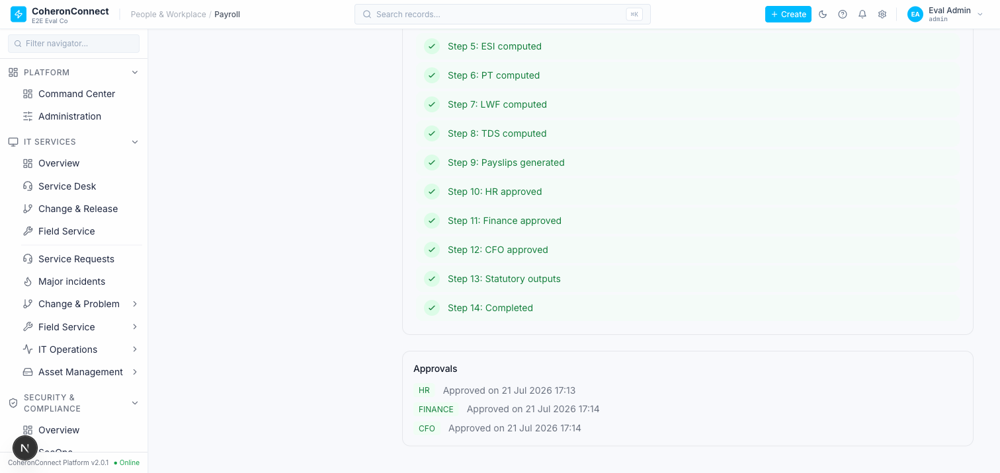 CoheronConnect
E2E Eval Co
People & Workplace / Payroll
Search records...
⌘K
+ Create
EA
Eval Admin
admin
Filter navigator...
PLATFORM
Command Center
Administration
IT SERVICES
Overview
Service Desk
Change & Release
Field Service
Service Requests
Major incidents
Change & Problem
Field Service
IT Operations
Asset Management
SECURITY &
COMPLIANCE
Overview
SecOps
N
CoheronConnect Platform v2.0.1
Online
Step 5: ESI computed
Step 6: PT computed
Step 7: LWF computed
Step 8: TDS computed
Step 9: Payslips generated
Step 10: HR approved
Step 11: Finance approved
Step 12: CFO approved
Step 13: Statutory outputs
Step 14: Completed
Approvals
HR Approved on 21 Jul 2026 17:13
FINANCE Approved on 21 Jul 2026 17:14
CFO Approved on 21 Jul 2026 17:14